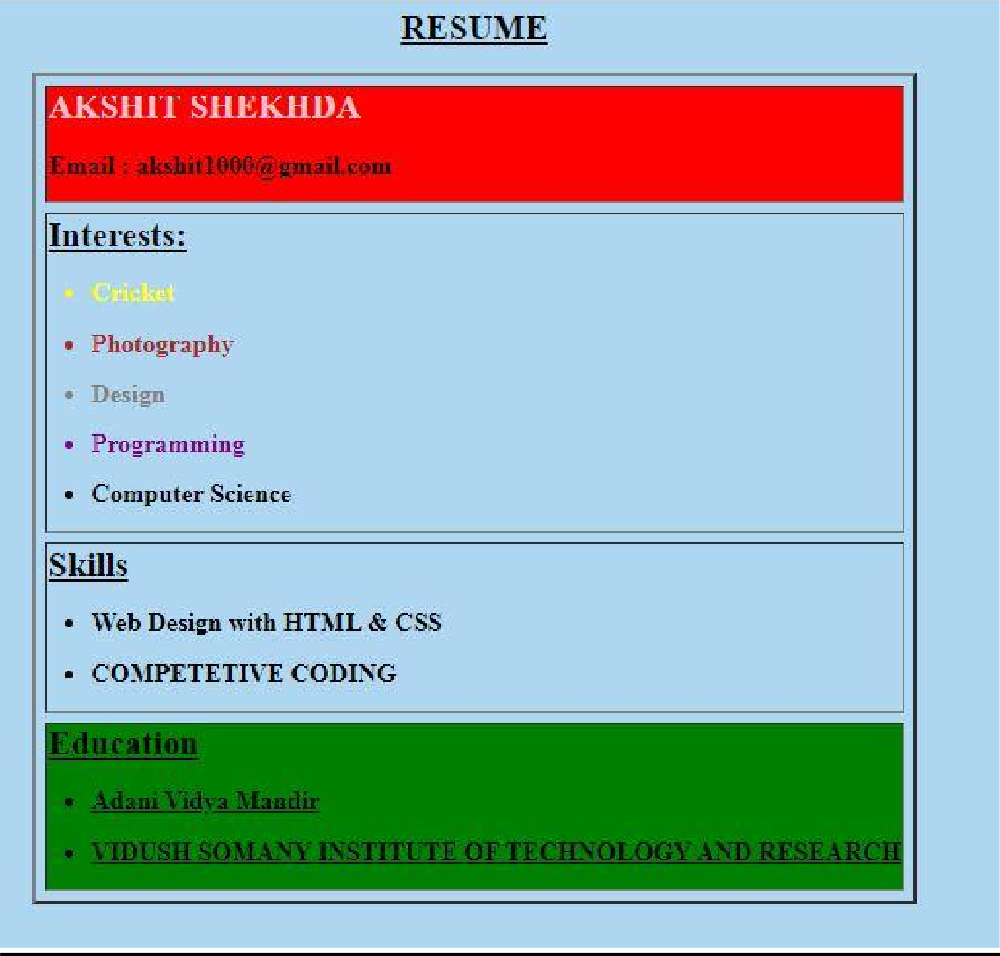 RESUME
AKSHIT SHEKHDA
Email : akshit1000@gmail.com
Interests:
• Cricket
• Photography
• Design
• Programming
• Computer Science
Skills
• Web Design with HTML & CSS
• COMPETETIVE CODING
Education
• Adani Vidya Mandir
• VIDUSH SOMANY INSTITUTE OF TECHNOLOGY AND RESEARCH